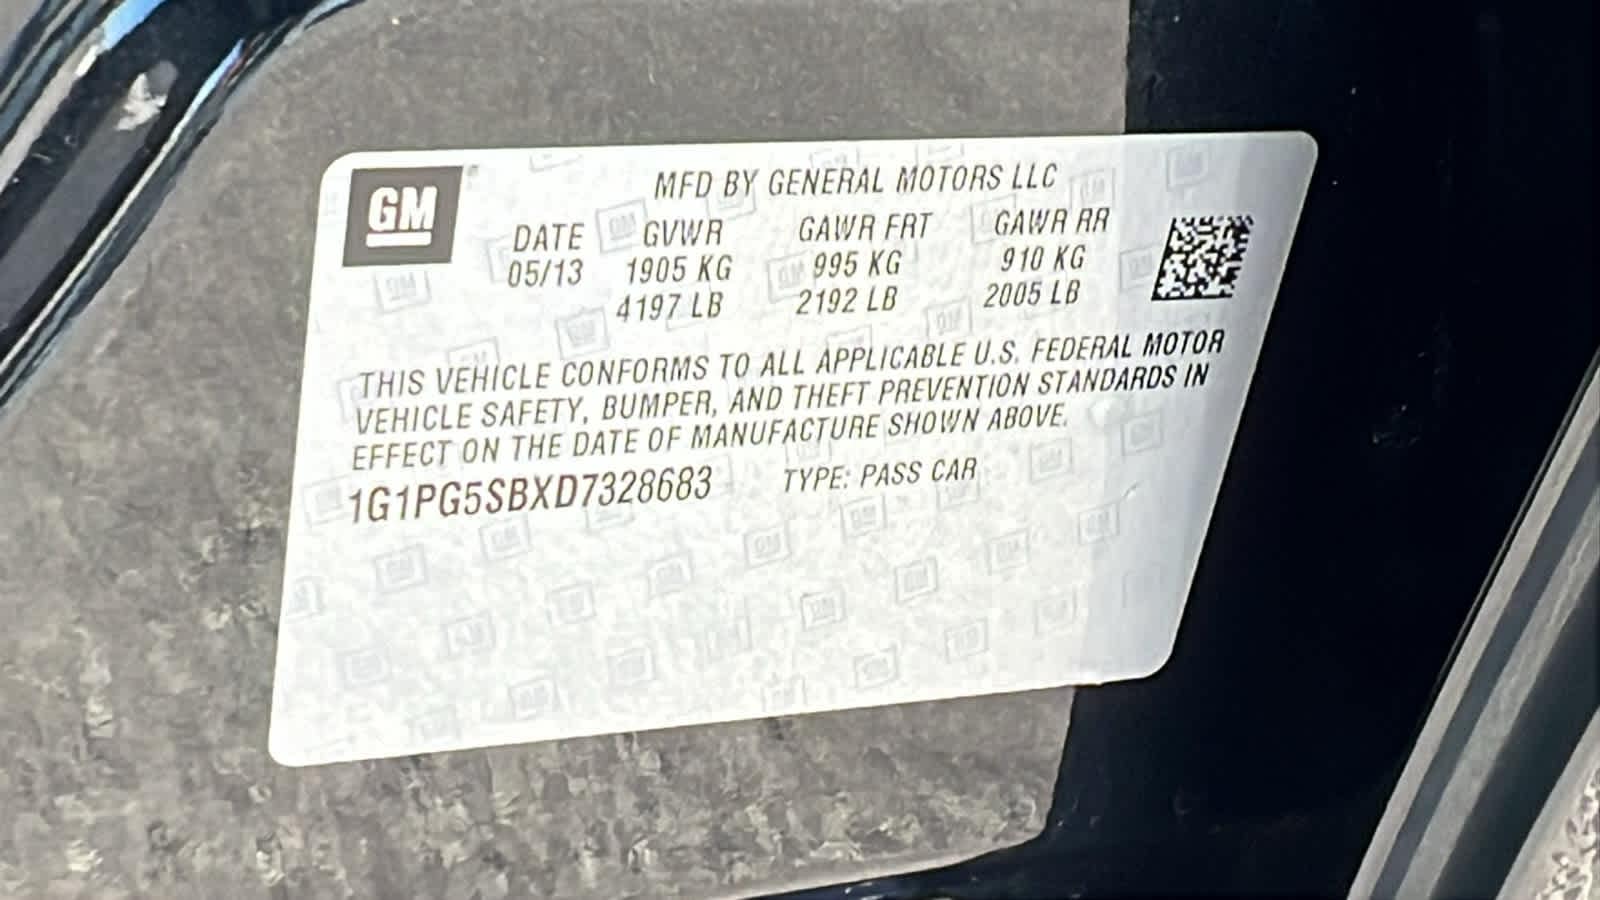 GM
MFD BY GENERAL MOTORS LLC
DATE GVWR GAWR FRT GAWR RR
05/13 1905 KG 995 KG 910 KG
4197 LB 2192 LB 2005 LB
THIS VEHICLE CONFORMS TO ALL APPLICABLE U.S. FEDERAL MOTOR
VEHICLE SAFETY, BUMPER, AND THEFT PREVENTION STANDARDS IN
EFFECT ON THE DATE OF MANUFACTURE SHOWN ABOVE.
1G1PG5SBXD7328683 TYPE: PASS CAR